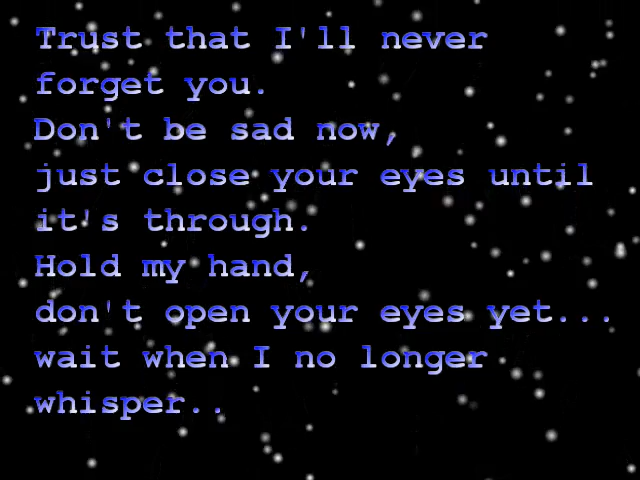 Trust that I'll never
forget you.
Don't be sad now,
just close your eyes until
it's through.
Hold my hand,
don't open your eyes yet...
wait when I no longer
whisper..